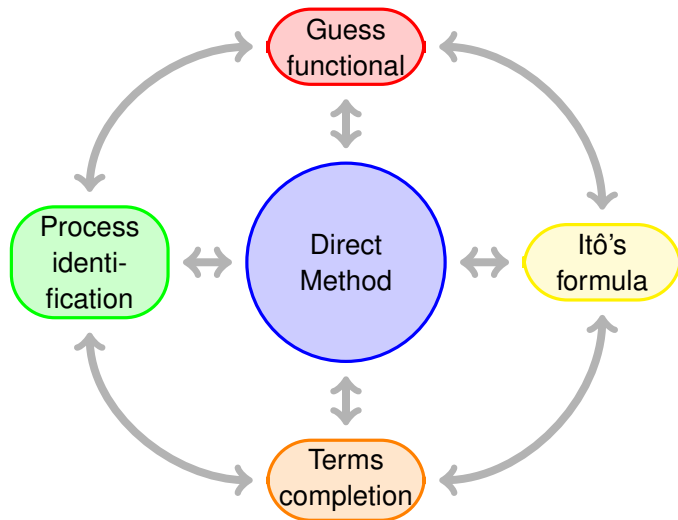 Guess
functional
Process
identi-
fication
Direct
Method
Itô's
formula
Terms
completion